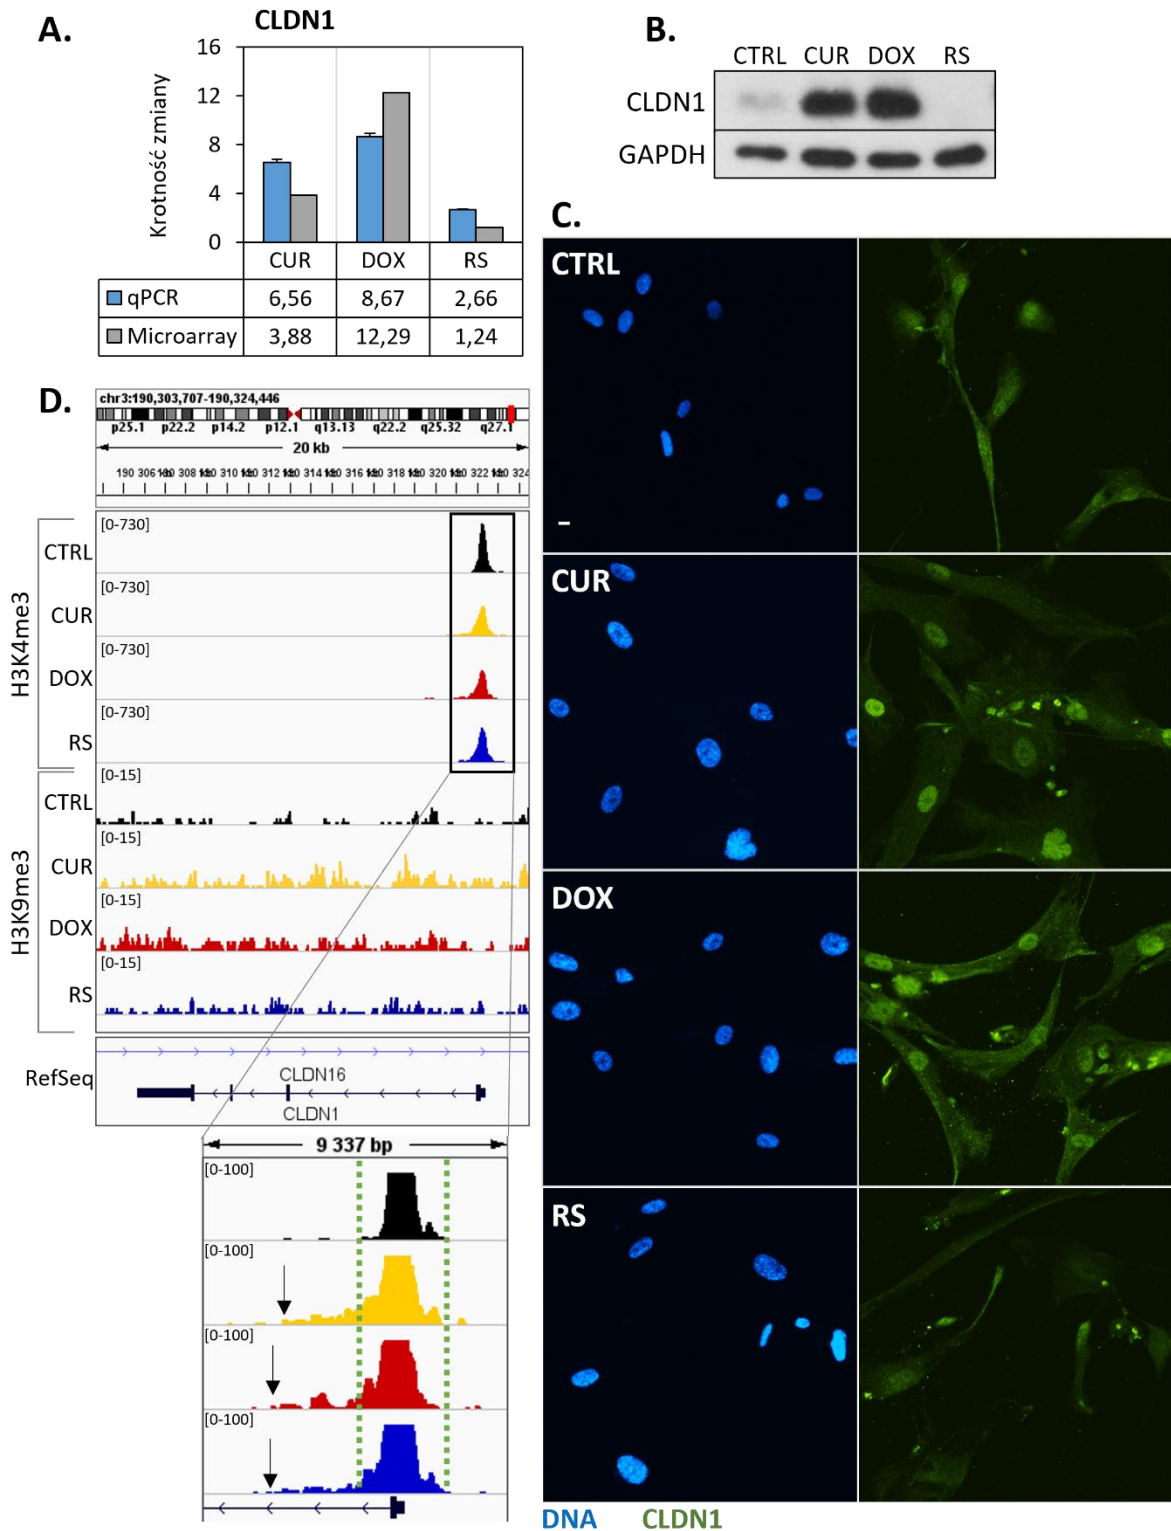 A.
CLDN1
Krotność zmiany
16
12
8
4
0
CUR DOX RS
qPCR 6,56 8,67 2,66
Microarray 3,88 12,29 1,24
B.
CTRL CUR DOX RS
CLDN1
GAPDH
C.
CTRL
CUR
DOX
RS
DNA CLDN1
D.
chr3:190,303,707-190,324,446
p25.1 p22.2 p14.2 p12.1 q13.13 q22.2 q25.32 q27.1
20 kb
H3K4me3
[0-730]
CTRL
[0-730]
CUR
[0-730]
DOX
[0-730]
RS
H3K9me3
[0-15]
CTRL
[0-15]
CUR
[0-15]
DOX
[0-15]
RS
RefSeq
CLDN16
CLDN1
9 337 bp
[0-100]
[0-100]
[0-100]
[0-100]